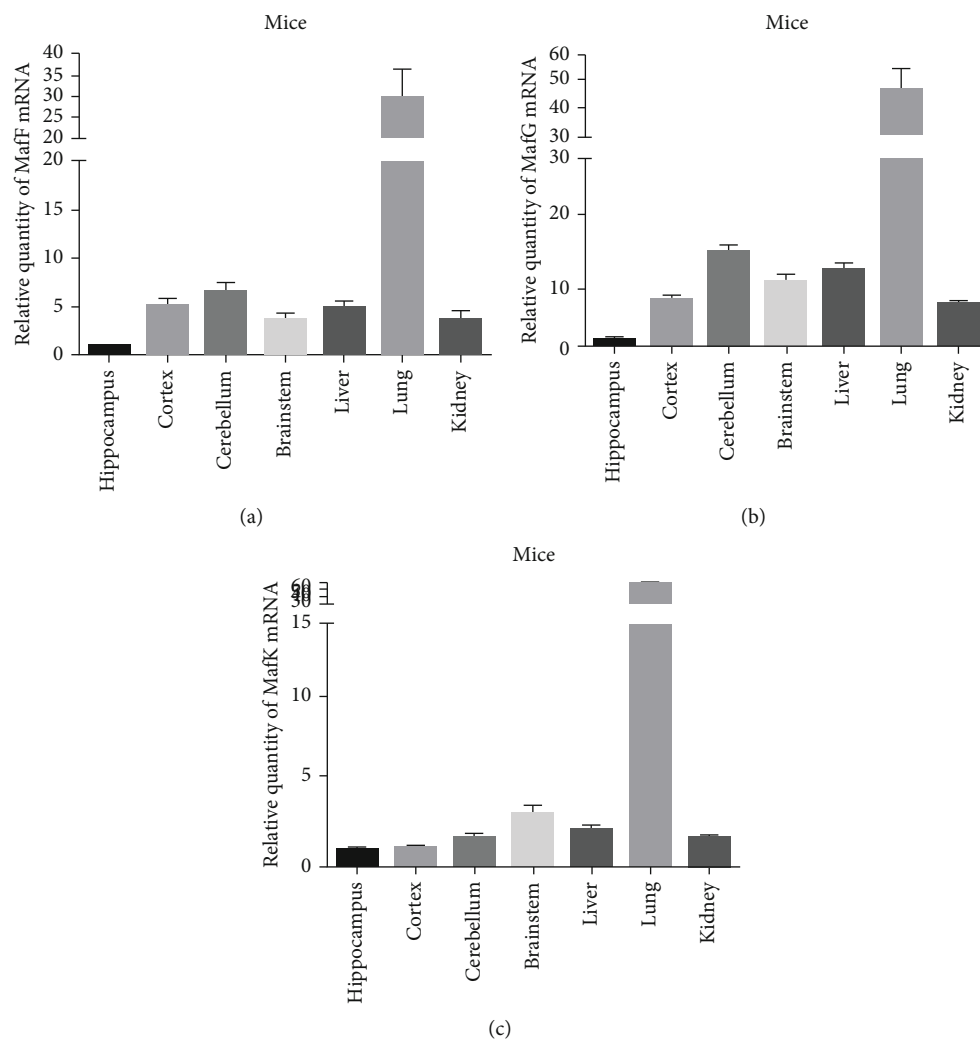 Mice
Relative quantity of MafF mRNA
40
35
30
25
20
20
15
10
5
0
Hippocampus
Cortex
Cerebellum
Brainstem
Liver
Lung
Kidney
(a)
Mice
Relative quantity of MafG mRNA
60
50
40
30
30
20
10
0
Hippocampus
Cortex
Cerebellum
Brainstem
Liver
Lung
Kidney
(b)
Mice
Relative quantity of MafK mRNA
60
30
15
10
5
0
Hippocampus
Cortex
Cerebellum
Brainstem
Liver
Lung
Kidney
(c)